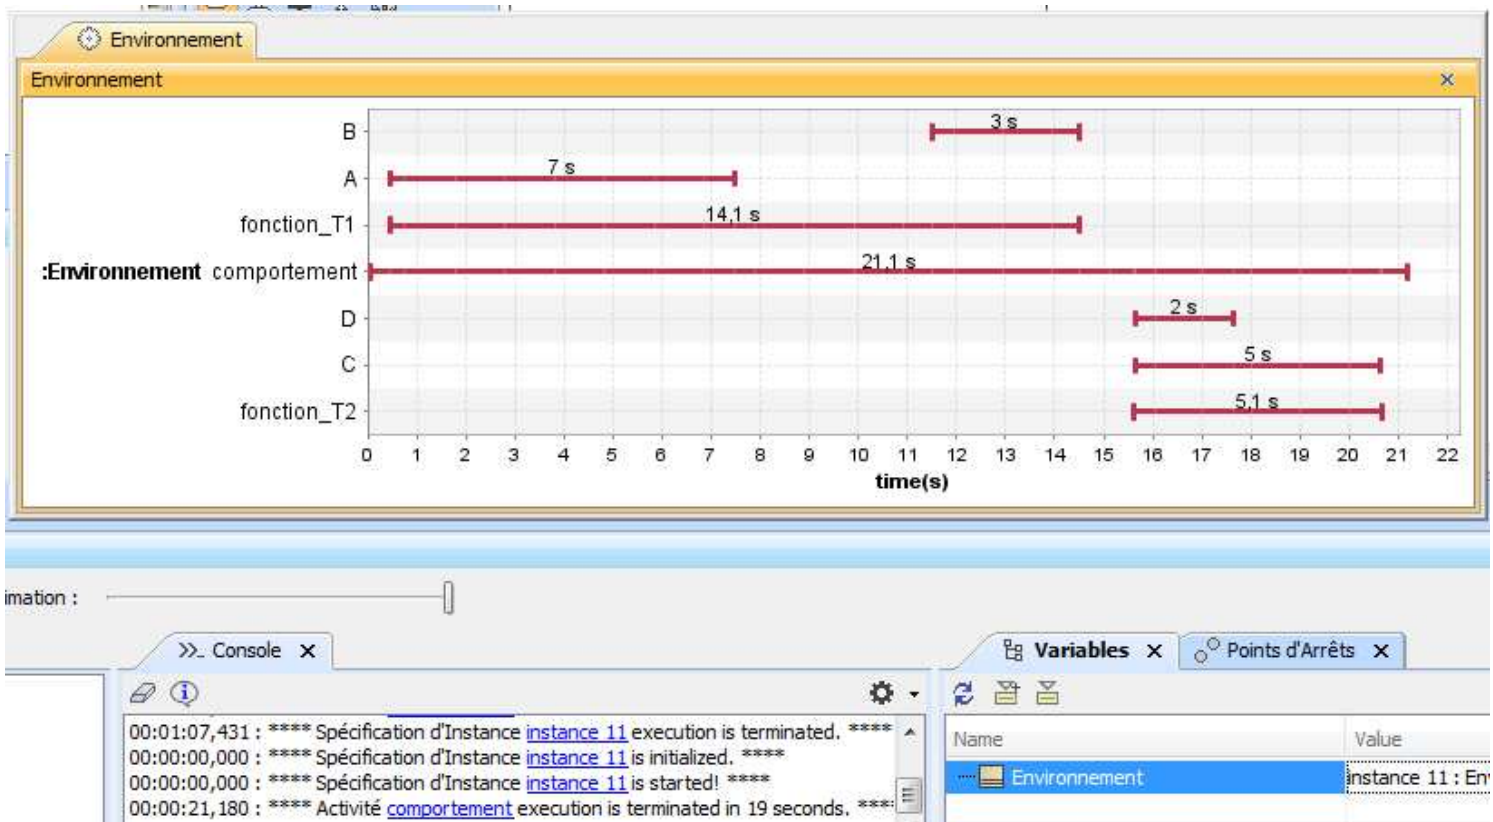 Environnement
Environnement
B
3 s
A
7 s
fonction_T1
14,1 s
:Environnement comportement
21,1 s
D
2 s
C
5 s
fonction_T2
5,1 s
0 1 2 3 4 5 6 7 8 9 10 11 12 13 14 15 16 17 18 19 20 21 22
time(s)
imation :
Console
Variables
Points d'Arrêts
00:01:07,431 : **** Spécification d'Instance instance 11 execution is terminated. ****
00:00:00,000 : **** Spécification d'Instance instance 11 is initialized. ****
00:00:00,000 : **** Spécification d'Instance instance 11 is started! ****
00:00:21,180 : **** Activité comportement execution is terminated in 19 seconds. ****
Name
Value
Environnement
instance 11 : En